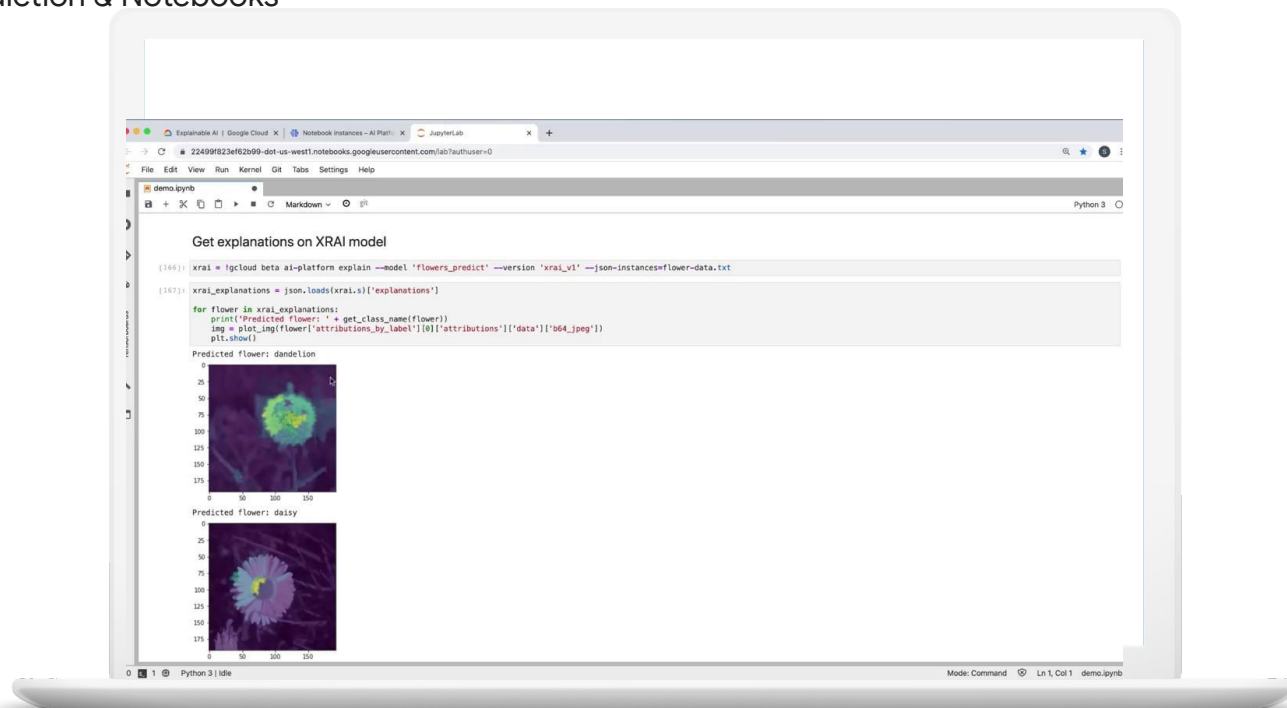 diction & Notebooks
Explainable AI | Google Cloud
Notebook instances – AI Platf
JupyterLab
22499f823ef62b99-dot-us-west1.notebooks.googleusercontent.com/lab?authuser=0
S
File Edit View Run Kernel Git Tabs Settings Help
demo.ipynb
Markdown
git
Python 3
Get explanations on XRAI model
[166]: xrai = !gcloud beta ai-platform explain --model 'flowers_predict' --version 'xrai_v1' --json-instances=flower-data.txt
[167]: xrai_explanations = json.loads(xrai.s)['explanations']
for flower in xrai_explanations:
print('Predicted flower: ' + get_class_name(flower))
img = plot_img(flower['attributions_by_label'][0]['attributions']['data']['b64_jpeg'])
plt.show()
Predicted flower: dandelion
0
25
50
75
100
125
150
175
0 50 100 150
Predicted flower: daisy
0
25
50
75
100
125
150
175
0 50 100 150
0 1 Python 3 | Idle
Mode: Command Ln 1, Col 1 demo.ipynb